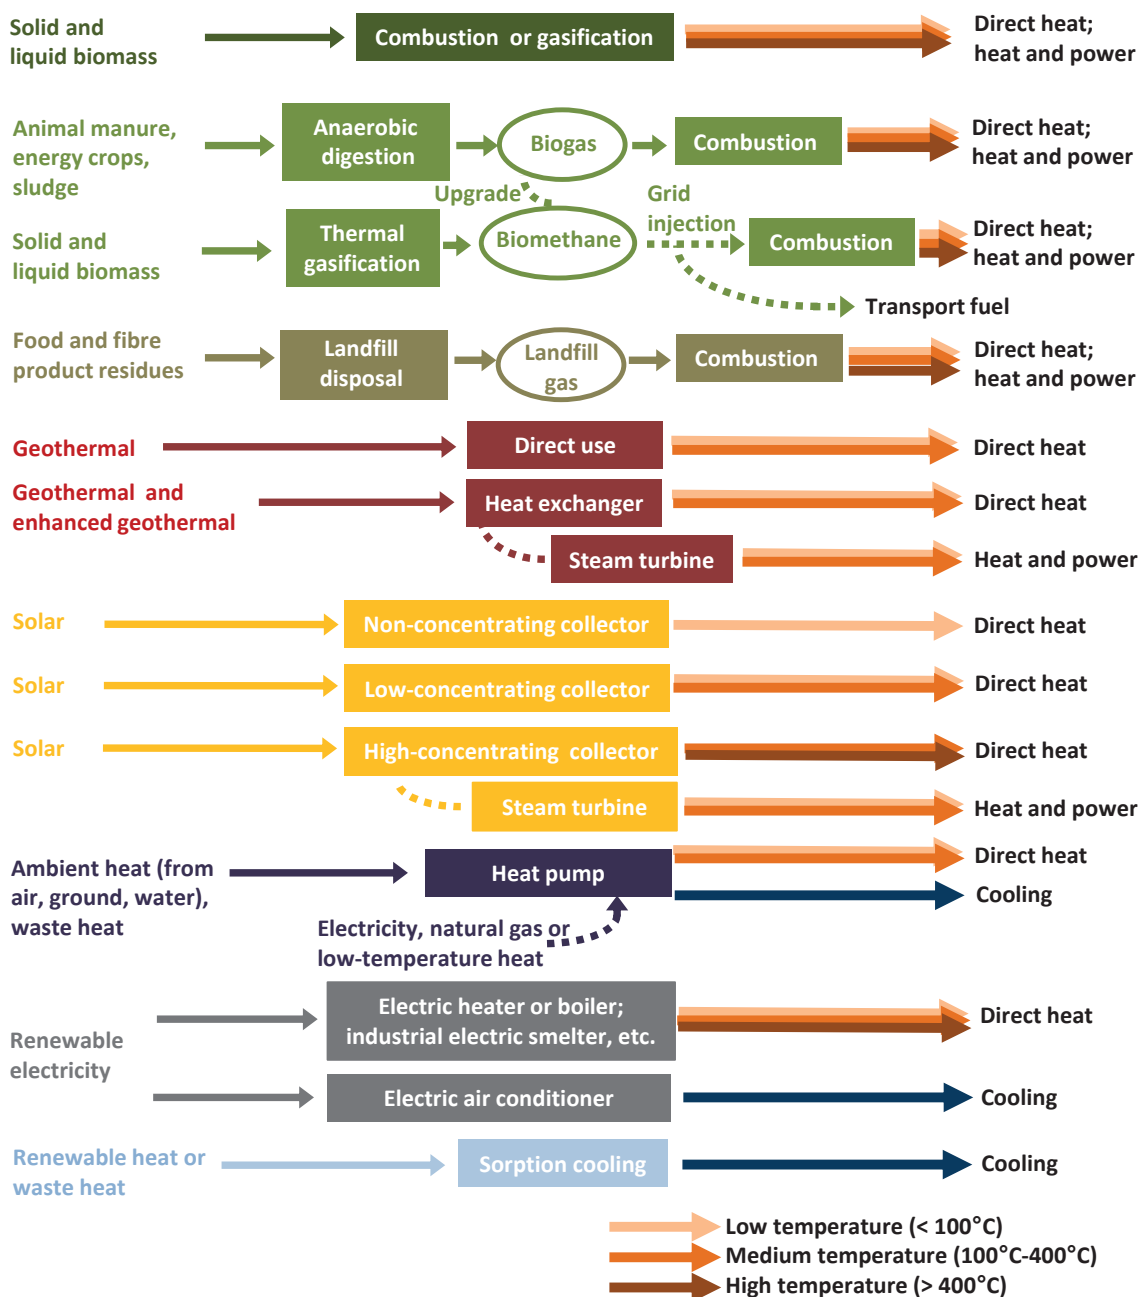 Solid and
liquid biomass
Combustion or gasification
Direct heat;
heat and power
Animal manure,
energy crops,
sludge
Anaerobic
digestion
Biogas
Combustion
Direct heat;
heat and power
Upgrade
Grid
injection
Solid and
liquid biomass
Thermal
gasification
Biomethane
Combustion
Direct heat;
heat and power
Transport fuel
Food and fibre
product residues
Landfill
disposal
Landfill
gas
Combustion
Direct heat;
heat and power
Geothermal
Direct use
Direct heat
Geothermal and
enhanced geothermal
Heat exchanger
Direct heat
Steam turbine
Heat and power
Solar
Non-concentrating collector
Direct heat
Solar
Low-concentrating collector
Direct heat
Solar
High-concentrating collector
Direct heat
Steam turbine
Heat and power
Ambient heat (from
air, ground, water),
waste heat
Heat pump
Direct heat
Cooling
Electricity, natural gas or
low-temperature heat
Renewable
electricity
Electric heater or boiler;
industrial electric smelter, etc.
Direct heat
Electric air conditioner
Cooling
Renewable heat or
waste heat
Sorption cooling
Cooling
Low temperature (< 100°C)
Medium temperature (100°C-400°C)
High temperature (> 400°C)